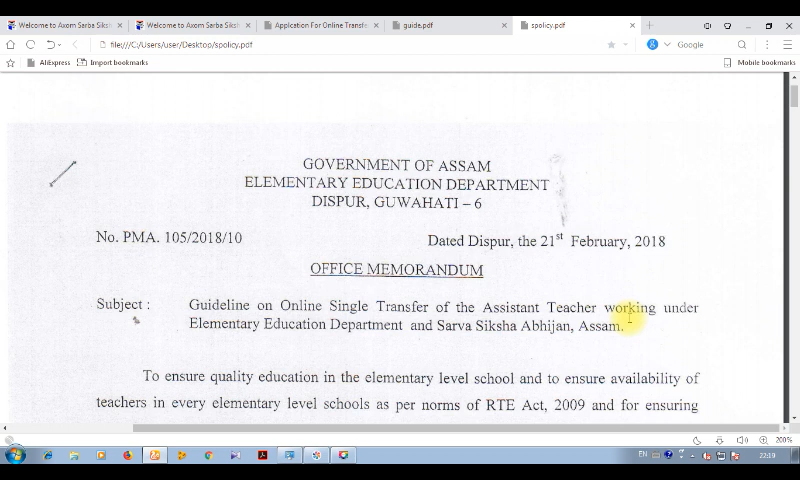 Welcome to Axom Sarba Siksh
Welcome to Axom Sarba Siksh
Application For Online Transfe
guide.pdf
spolicy.pdf
file:///C:/Users/user/Desktop/spolicy.pdf
Google
AliExpress
Import bookmarks
Mobile bookmarks
GOVERNMENT OF ASSAM
ELEMENTARY EDUCATION DEPARTMENT
DISPUR, GUWAHATI – 6
No. PMA. 105/2018/10 Dated Dispur, the 21st February, 2018
OFFICE MEMORANDUM
Subject : Guideline on Online Single Transfer of the Assistant Teacher working under
Elementary Education Department and Sarva Siksha Abhijan, Assam.
To ensure quality education in the elementary level school and to ensure availability of
teachers in every elementary level schools as per norms of RTE Act, 2009 and for ensuring
200%
EN
22:19